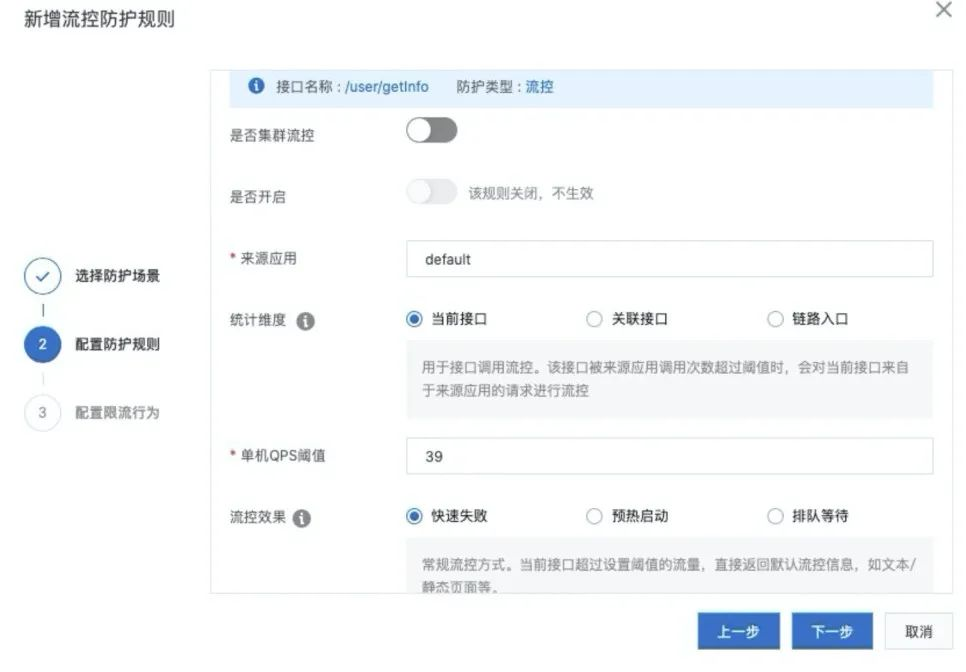 新增流控防护规则
接口名称 : /user/getInfo 防护类型 : 流控
是否集群流控
是否开启 该规则关闭，不生效
* 来源应用 default
选择防护场景
统计维度 当前接口 关联接口 链路入口
2 配置防护规则
用于接口调用流控。该接口被来源应用调用次数超过阈值时，会对当前接口来自
于来源应用的请求进行流控
3 配置限流行为
* 单机QPS阈值 39
流控效果 快速失败 预热启动 排队等待
常规流控方式。当前接口超过设置阈值的流量，直接返回默认流控信息，如文本/
静态页面等。
上一步 下一步 取消